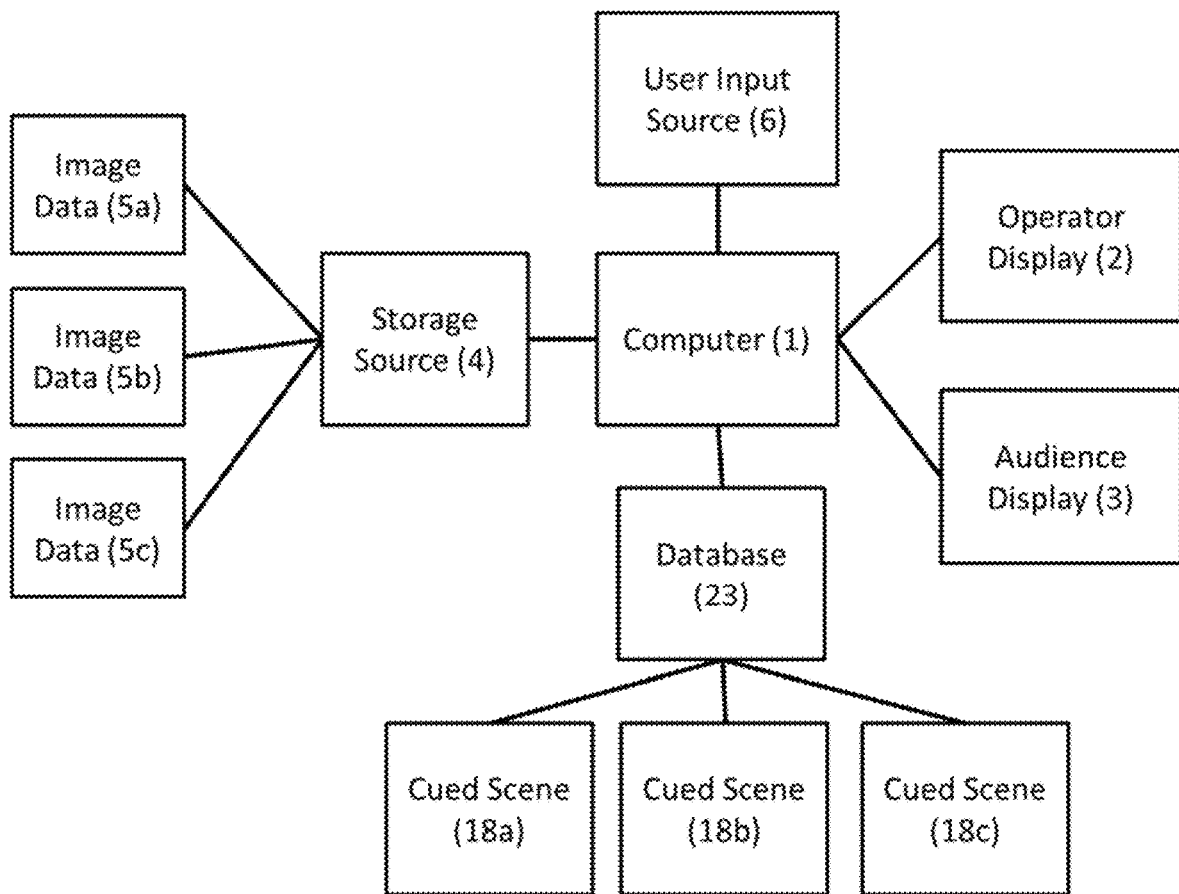 User Input
Source (6)
Image
Data (5a)
Operator
Display (2)
Storage
Source (4)
Computer (1)
Image
Data (5b)
Audience
Display (3)
Image
Data (5c)
Database
(23)
Cued Scene
(18a)
Cued Scene
(18b)
Cued Scene
(18c)